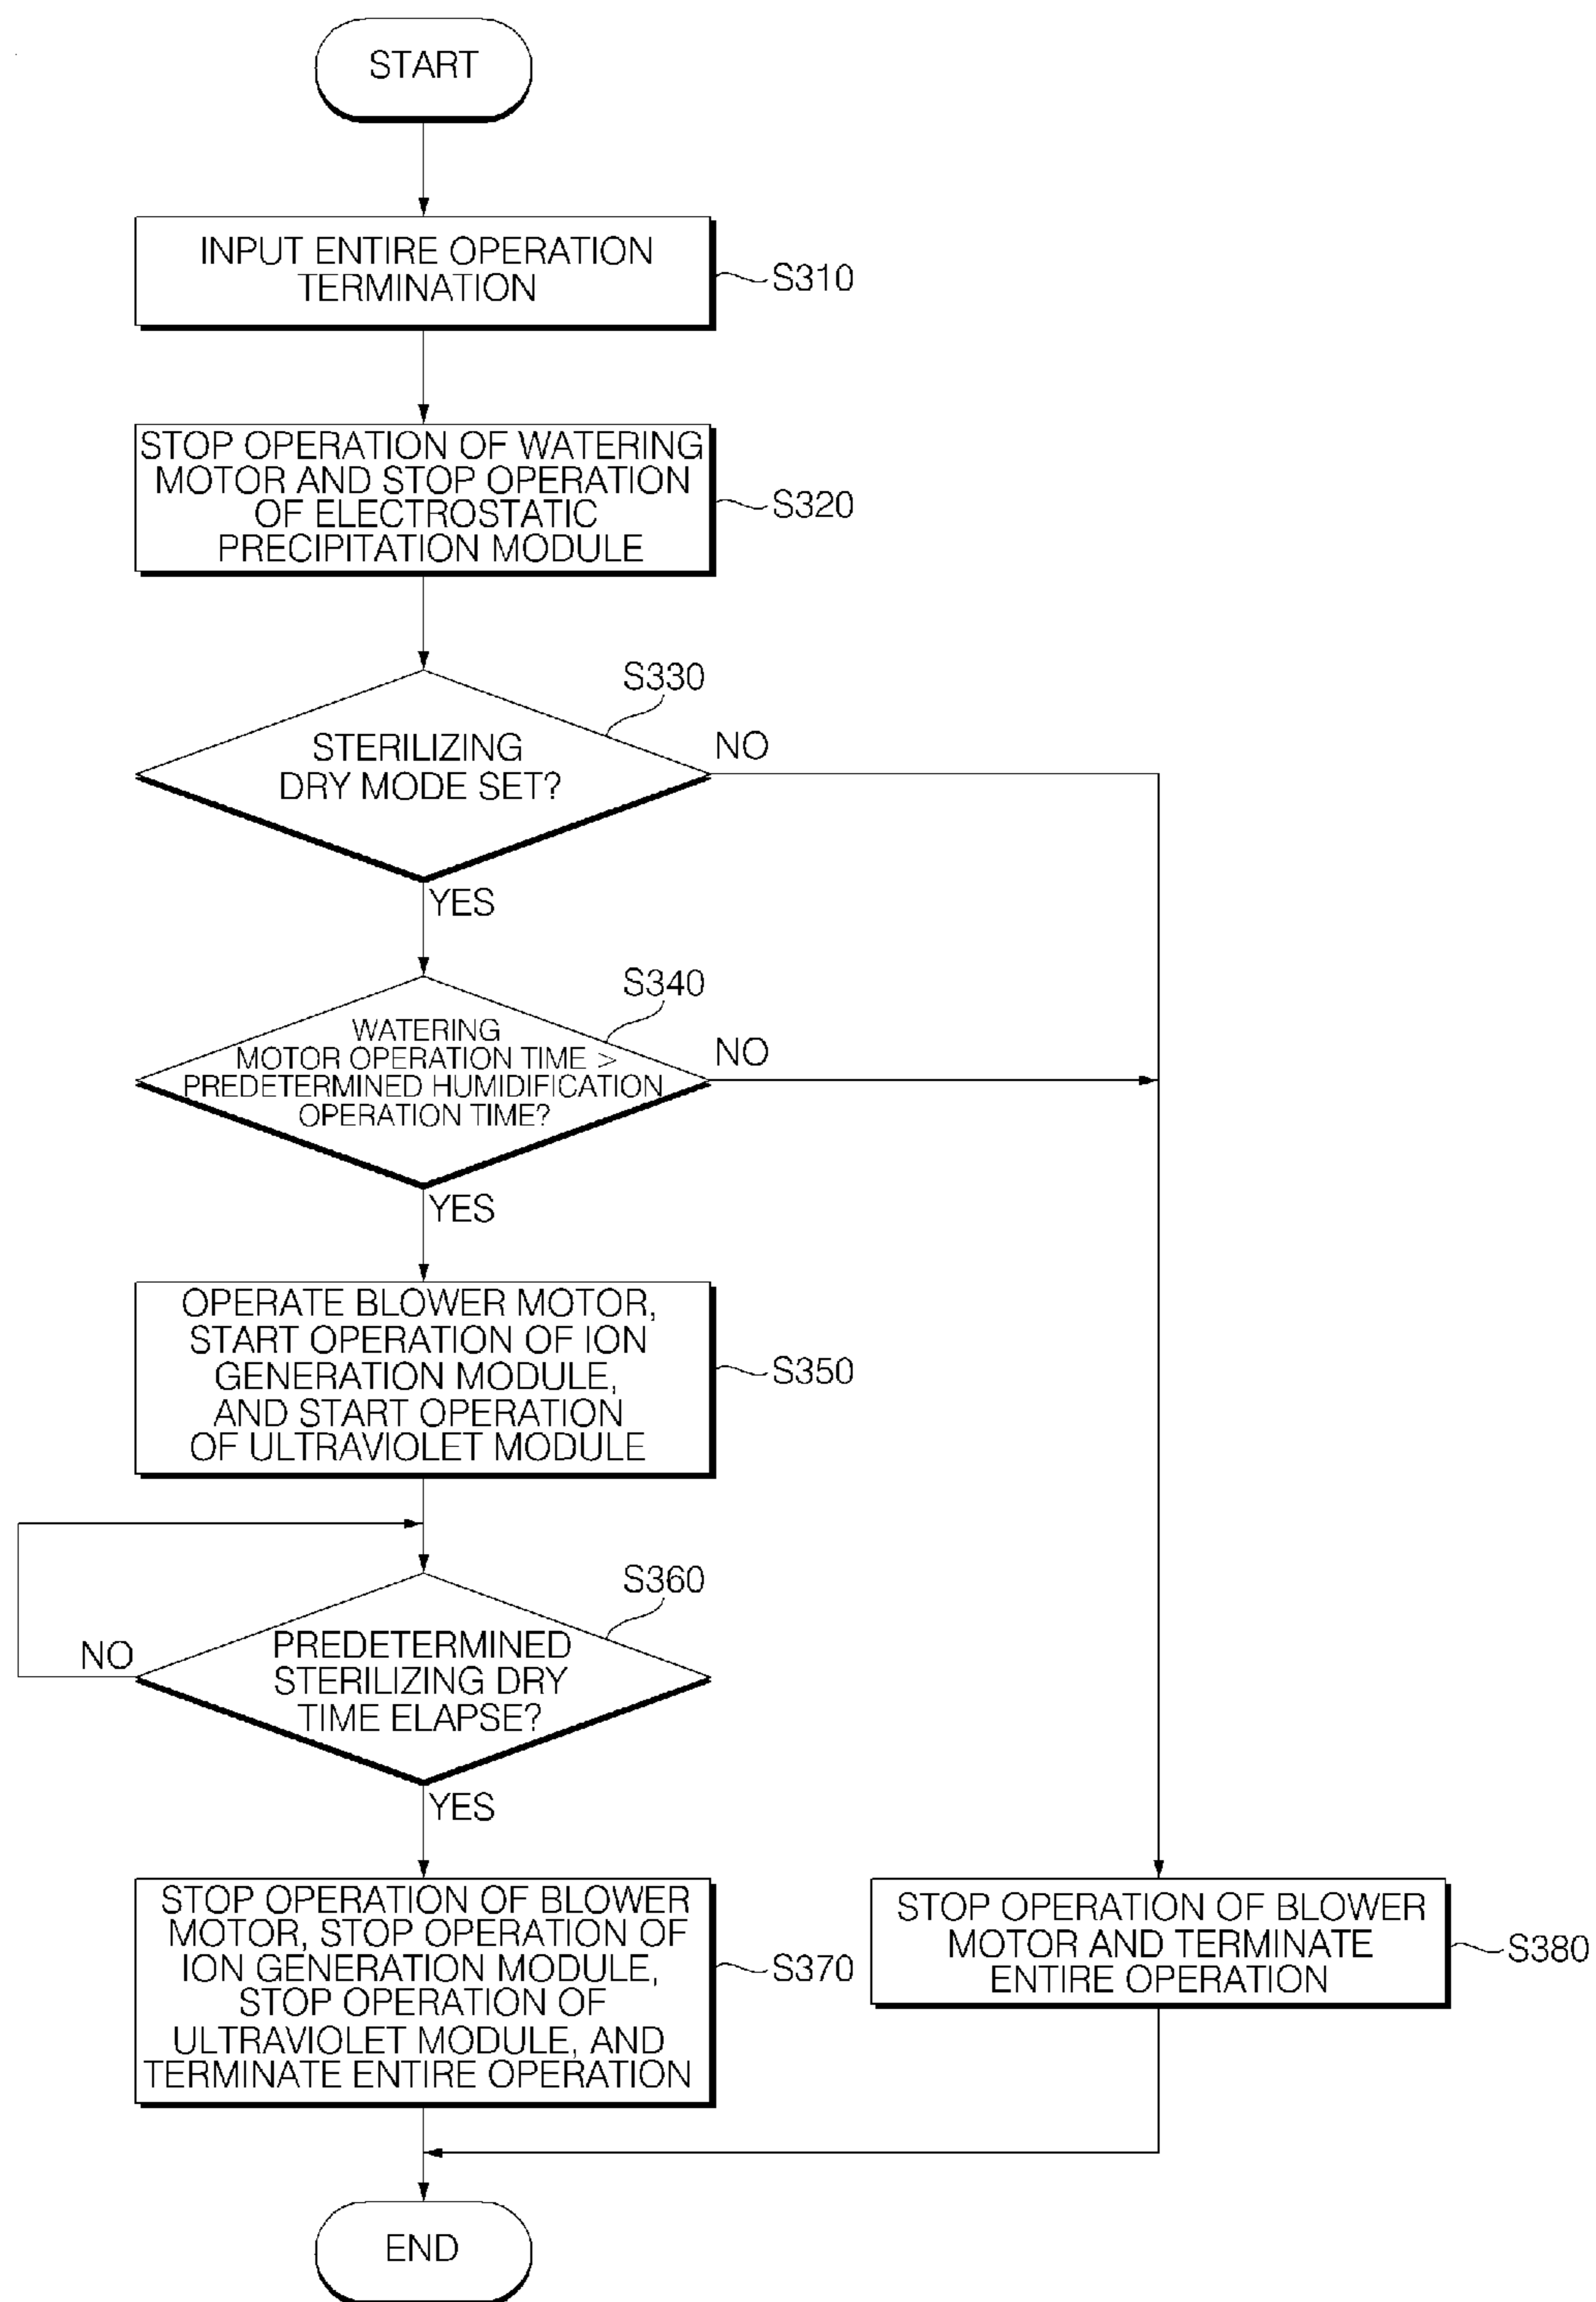 START
INPUT ENTIRE OPERATION
TERMINATION
S310
STOP OPERATION OF WATERING
MOTOR AND STOP OPERATION
OF ELECTROSTATIC
PRECIPITATION MODULE
S320
S330
STERILIZING
DRY MODE SET?
NO
YES
S340
WATERING
MOTOR OPERATION TIME >
PREDETERMINED HUMIDIFICATION
OPERATION TIME?
NO
YES
OPERATE BLOWER MOTOR,
START OPERATION OF ION
GENERATION MODULE,
AND START OPERATION
OF ULTRAVIOLET MODULE
S350
S360
PREDETERMINED
STERILIZING DRY
TIME ELAPSE?
NO
YES
STOP OPERATION OF BLOWER
MOTOR, STOP OPERATION OF
ION GENERATION MODULE,
STOP OPERATION OF
ULTRAVIOLET MODULE, AND
TERMINATE ENTIRE OPERATION
S370
STOP OPERATION OF BLOWER
MOTOR AND TERMINATE
ENTIRE OPERATION
S380
END